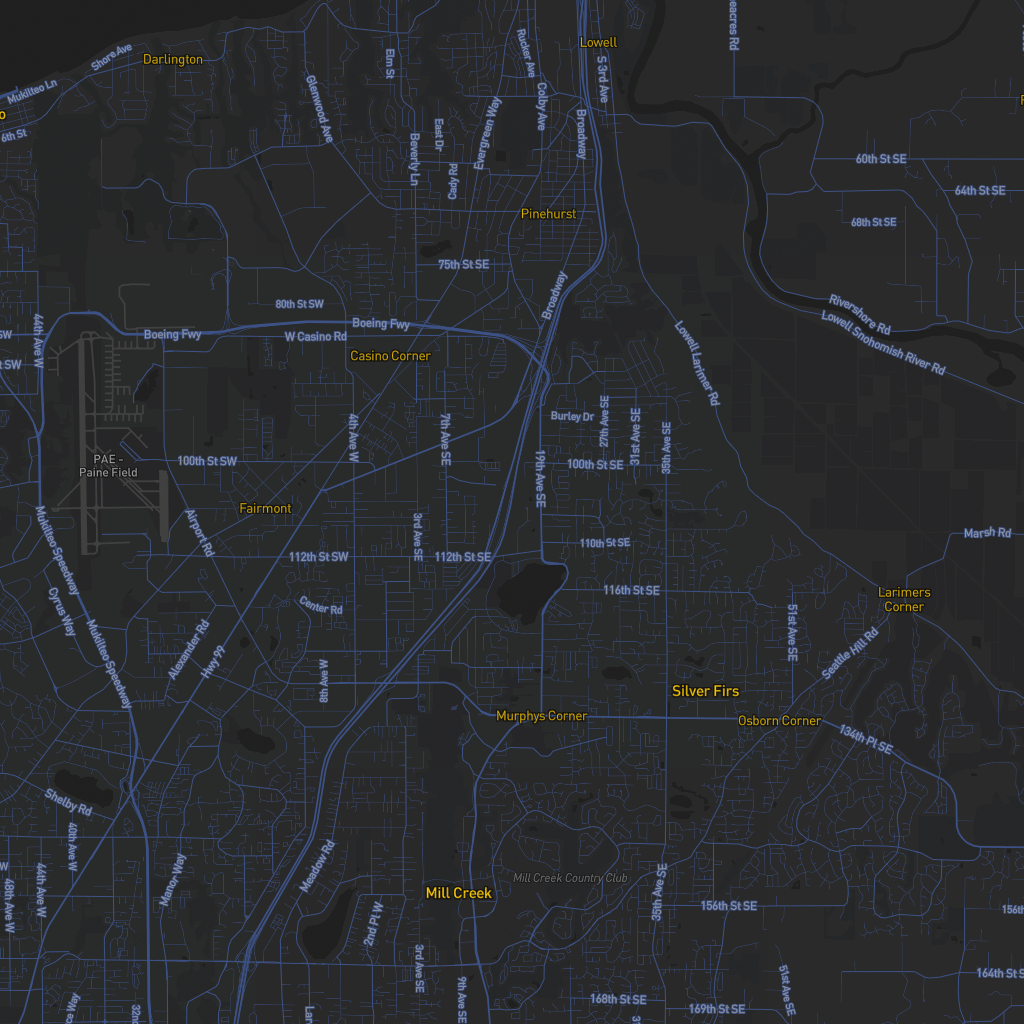 Lowell
Darlington
Shore Ave
Elm St
Rucker Ave
S 3rd Ave
Mukilteo Ln
6th St
Glenwood Ave
Colby Ave
Evergreen Way
Broadway
East Dr
Beverly Ln
Cady Rd
60th St SE
64th St SE
Pinehurst
68th St SE
75th St SE
80th St SW
Broadway
Rivershore Rd
Lowell Snohomish River Rd
44th Ave W
Boeing Fwy
Boeing Fwy
W Casino Rd
Casino Corner
Lowell Larimer Rd
4th Ave W
7th Ave SE
Burley Dr
27th Ave SE
31st Ave SE
35th Ave SE
PAE -
Paine Field
100th St SW
100th St SE
19th Ave SE
Fairmont
Airport Rd
3rd Ave SE
Mukilteo Speedway
112th St SW
112th St SE
110th St SE
Marsh Rd
116th St SE
Larimers
Corner
Cyrus Way
Center Rd
51st Ave SE
Alexander Rd
Hwy 99
Seattle Hill Rd
Mukilteo Speedway
8th Ave W
Silver Firs
Murphys Corner
Osborn Corner
134th Pl SE
Shelby Rd
40th Ave W
44th Ave W
48th Ave W
Manor Way
Meadow Rd
Mill Creek
Mill Creek Country Club
2nd Pl W
35th Ave SE
156th St SE
3rd Ave SE
9th Ave SE
51st Ave SE
164th St S
168th St SE
169th St SE